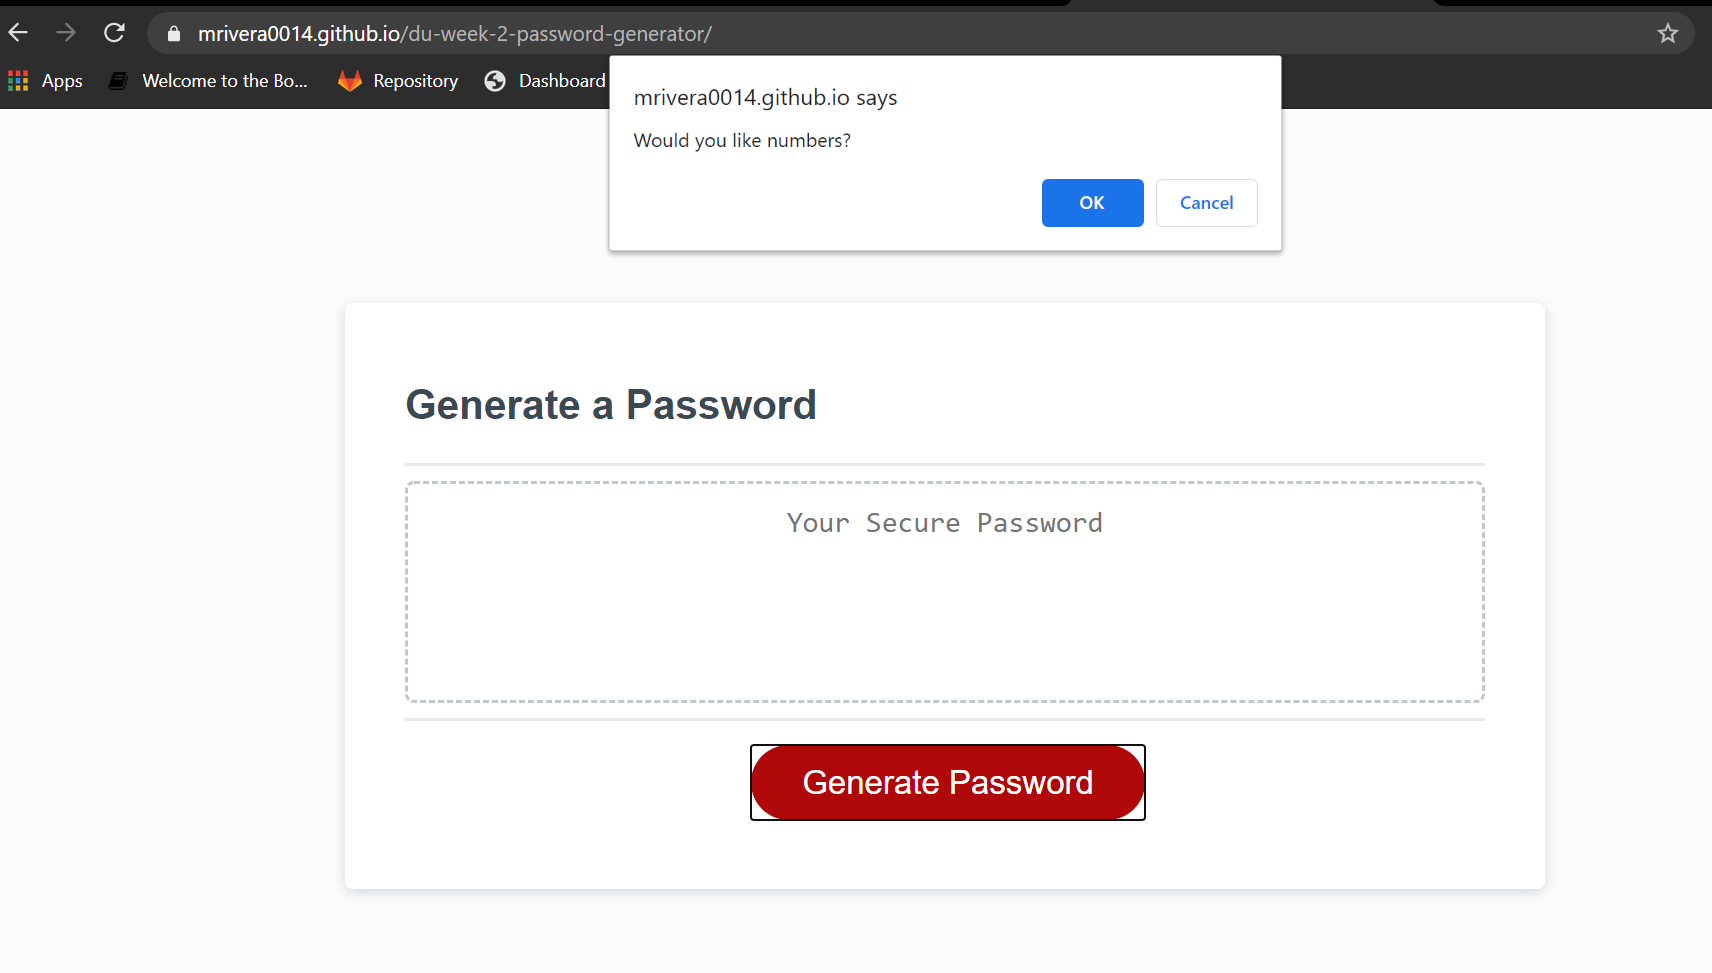 mrivera0014.github.io/du-week-2-password-generator/
Apps Welcome to the Bo... Repository Dashboard
mrivera0014.github.io says
Would you like numbers?
OK Cancel
Generate a Password
Your Secure Password
Generate Password